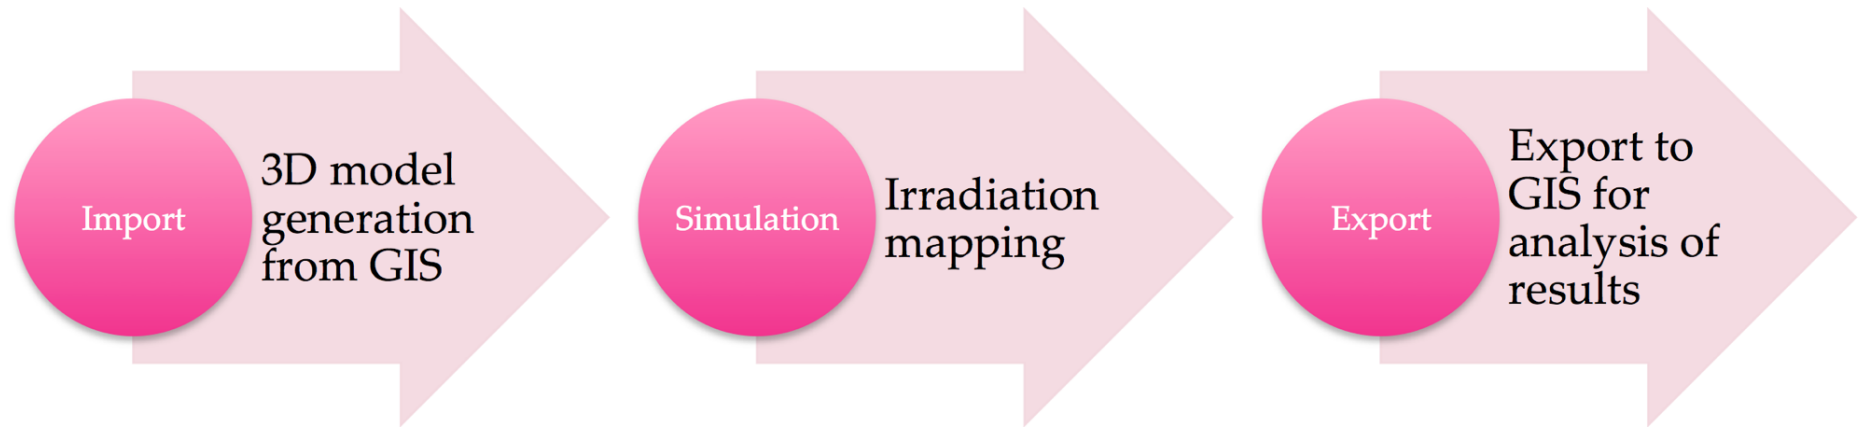 Import
3D model
generation
from GIS
Simulation
Irradiation
mapping
Export
Export to
GIS for
analysis of
results